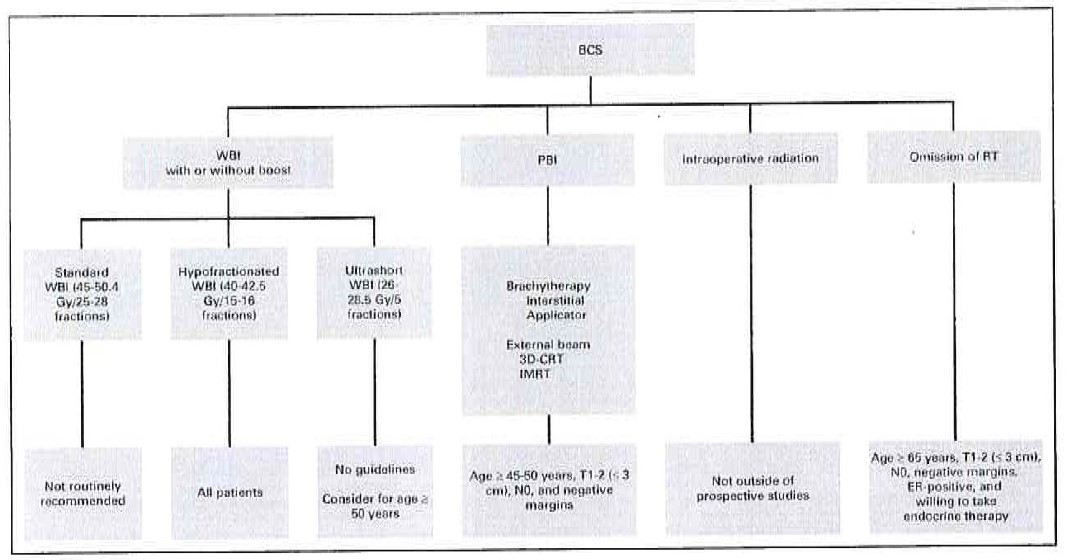 BCS
WBI
with or without boost
PBI
Intraoperative radiation
Omission of RT
Standard
WBI (45-50.4
Gy/25-28
fractions)
Hypofractionated
WBI (40-42.5
Gy/15-16
fractions)
Ultrashort
WBI (26-
28.5 Gy/5
fractions)
Brachytherapy
Interstitial
Applicator
External beam
3D-CRT
IMRT
Not routinely
recommended
All patients
No guidelines
Consider for age ≥
50 years
Age ≥ 45-50 years, T1-2 (≤ 3
cm), N0, and negative
margins
Not outside of
prospective studies
Age ≥ 65 years, T1-2 (≤ 3 cm),
N0, negative margins,
ER-positive, and
willing to take
endocrine therapy